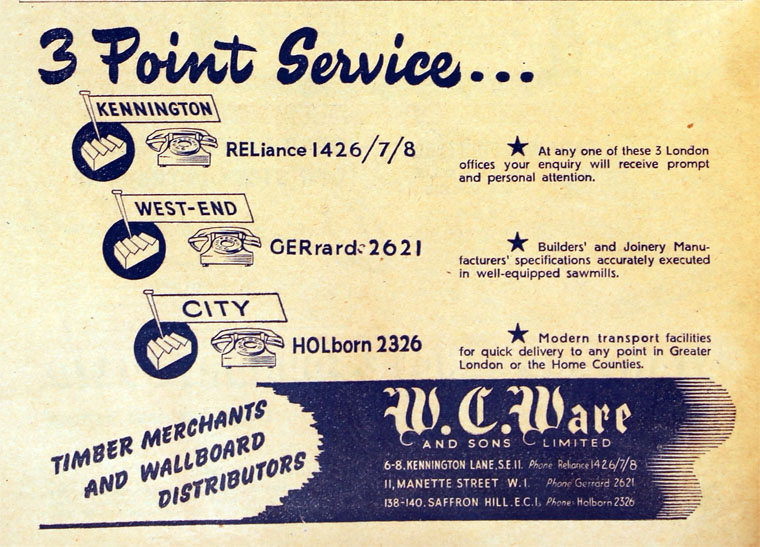 3 Point Service...
KENNINGTON
RELiance 1426/7/8
★ At any one of these 3 London
offices your enquiry will receive prompt
and personal attention.
WEST-END
GERrard 2621
★ Builders' and Joinery Manu-
facturers' specifications accurately executed
in well-equipped sawmills.
CITY
HOLborn 2326
★ Modern transport facilities
for quick delivery to any point in Greater
London or the Home Counties.
TIMBER MERCHANTS
AND WALLBOARD
DISTRIBUTORS
W. C. Ware
AND SONS LIMITED
6-8, KENNINGTON LANE, S.E.11. Phone Reliance 1426/7/8
11, MANETTE STREET W.1. Phone Gerrard 2621
138-140, SAFFRON HILL, E.C.1, Phone: Holborn 2326